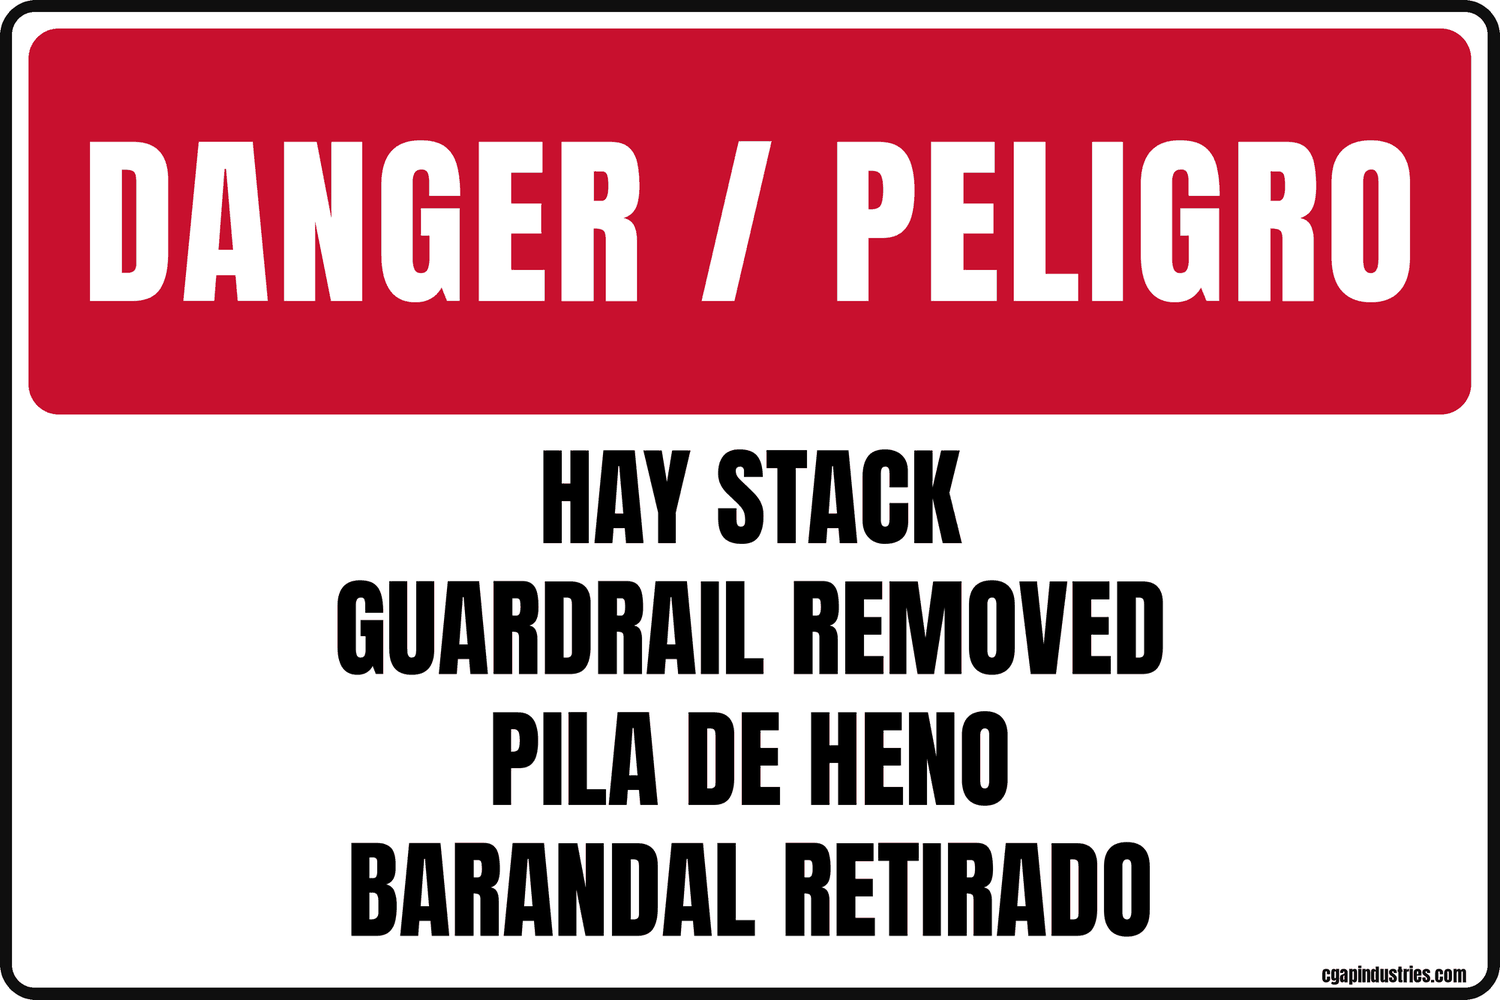 DANGER / PELIGRO
HAY STACK
GUARDRAIL REMOVED
PILA DE HENO
BARANDAL RETIRADO
cgapindustries.com